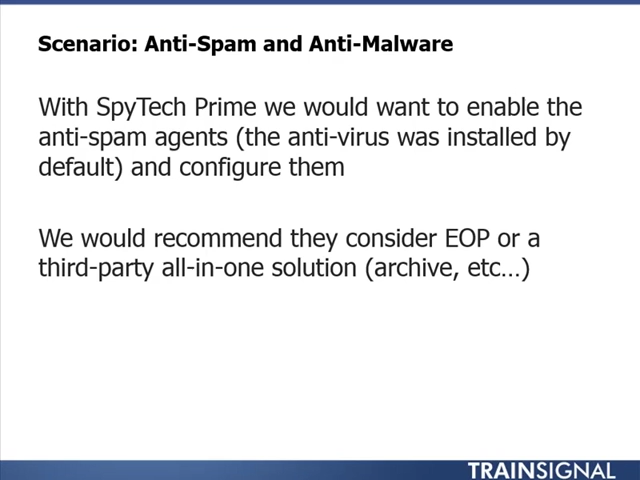 Scenario: Anti-Spam and Anti-Malware
With SpyTech Prime we would want to enable the
anti-spam agents (the anti-virus was installed by
default) and configure them
We would recommend they consider EOP or a
third-party all-in-one solution (archive, etc…)
TRAINSIGNAL